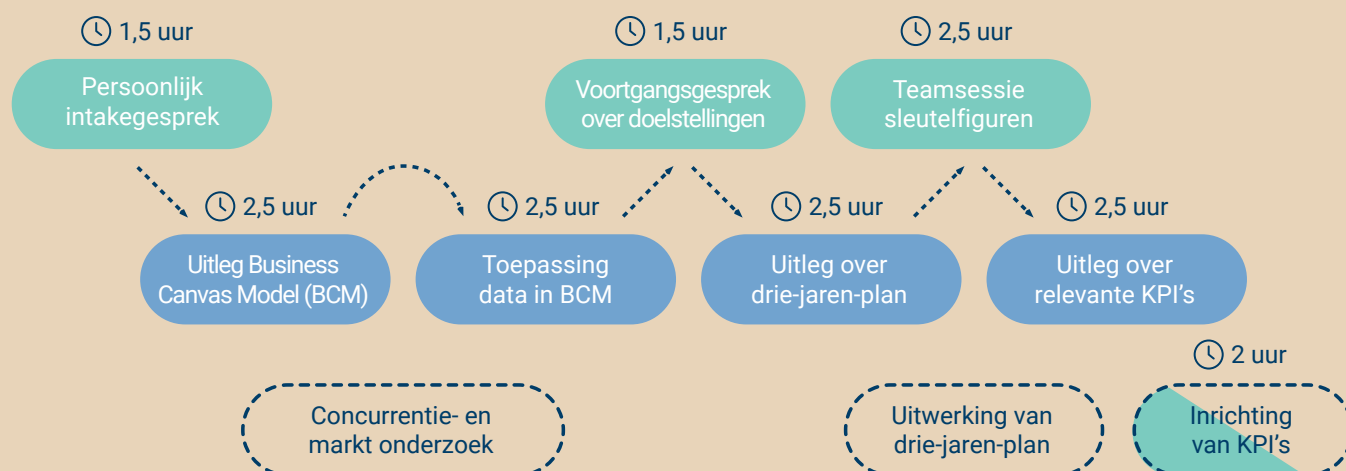 1,5 uur
Persoonlijk
intakegesprek
1,5 uur
Voortgangsgesprek
over doelstellingen
2,5 uur
Teamsessie
sleutelfiguren
2,5 uur
Uitleg Business
Canvas Model (BCM)
2,5 uur
Toepassing
data in BCM
2,5 uur
Uitleg over
drie-jaren-plan
2,5 uur
Uitleg over
relevante KPI's
Concurrentie- en
markt onderzoek
Uitwerking van
drie-jaren-plan
2 uur
Inrichting
van KPI's